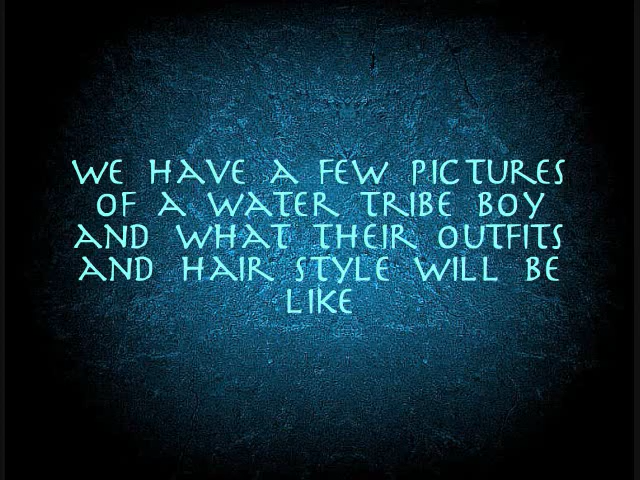 WE HAVE A FEW PICTURES
OF A WATER TRIBE BOY
AND WHAT THEIR OUTFITS
AND HAIR STYLE WILL BE
LIKE